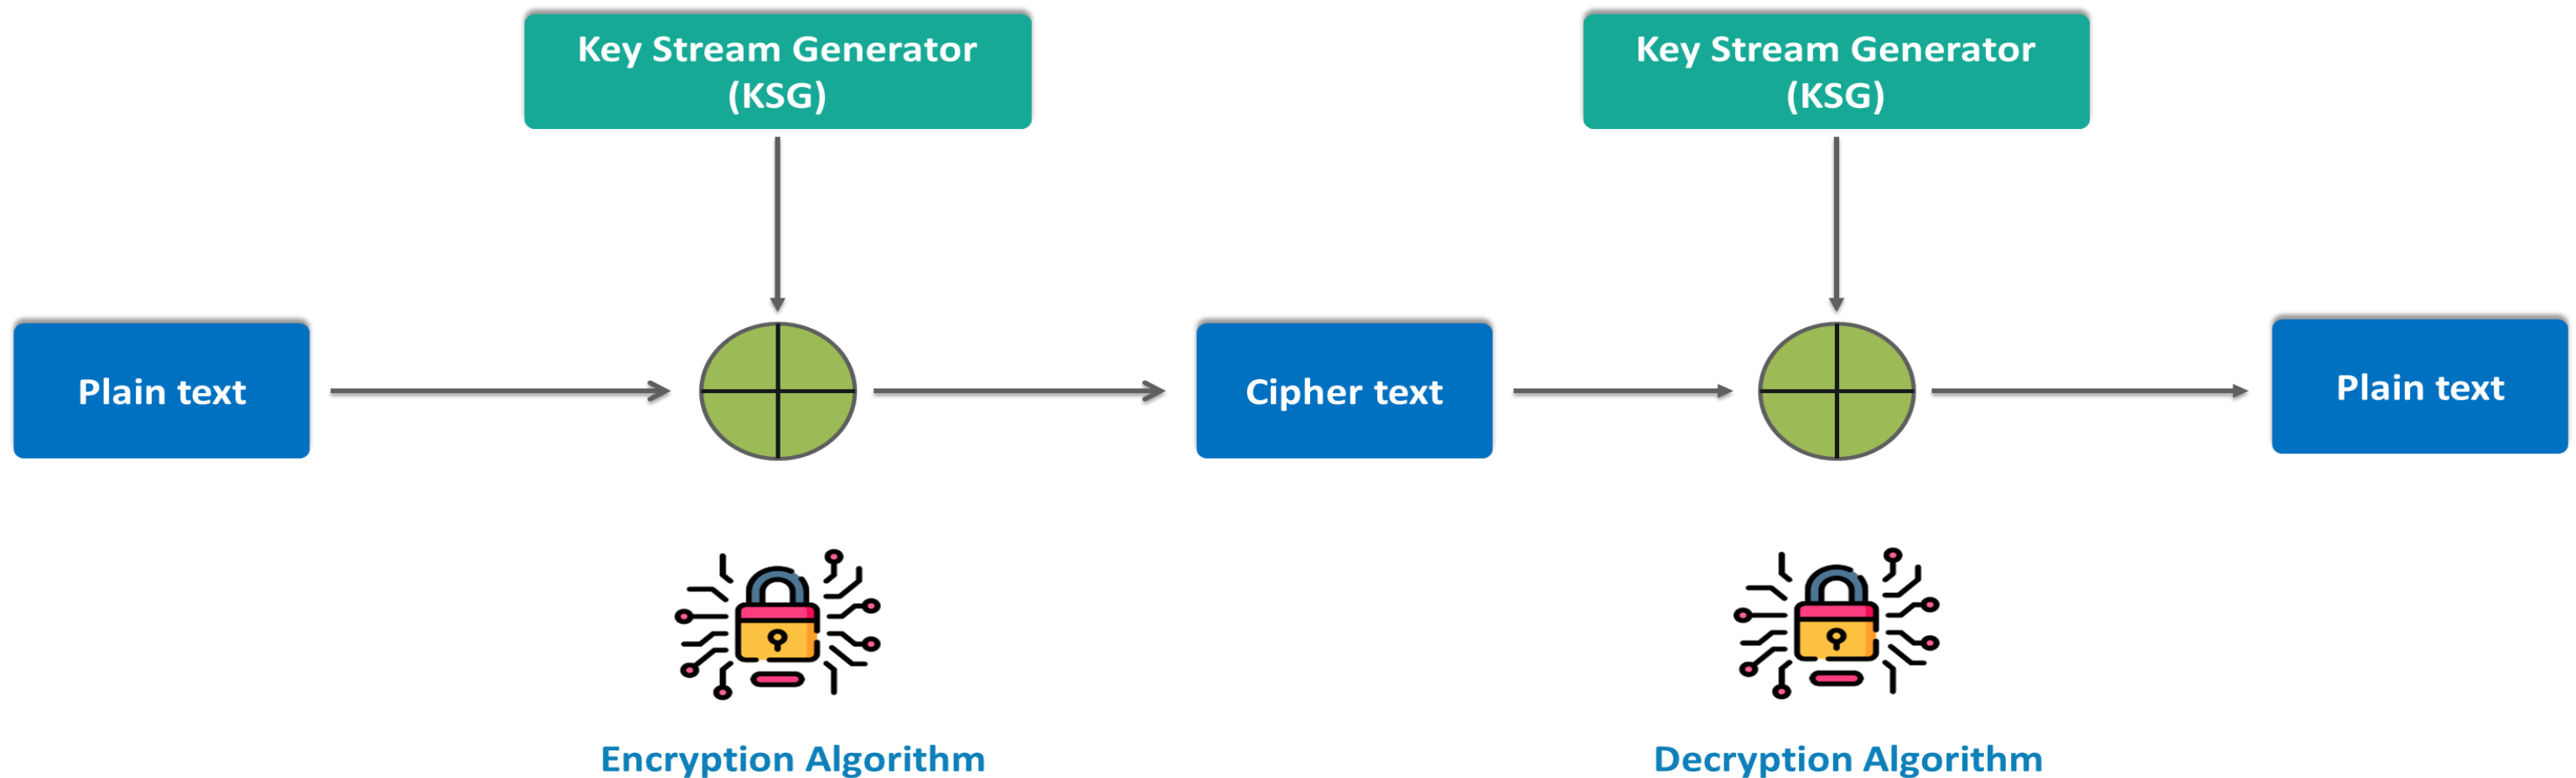 Key Stream Generator
(KSG)
Key Stream Generator
(KSG)
Plain text
Cipher text
Plain text
Encryption Algorithm
Decryption Algorithm